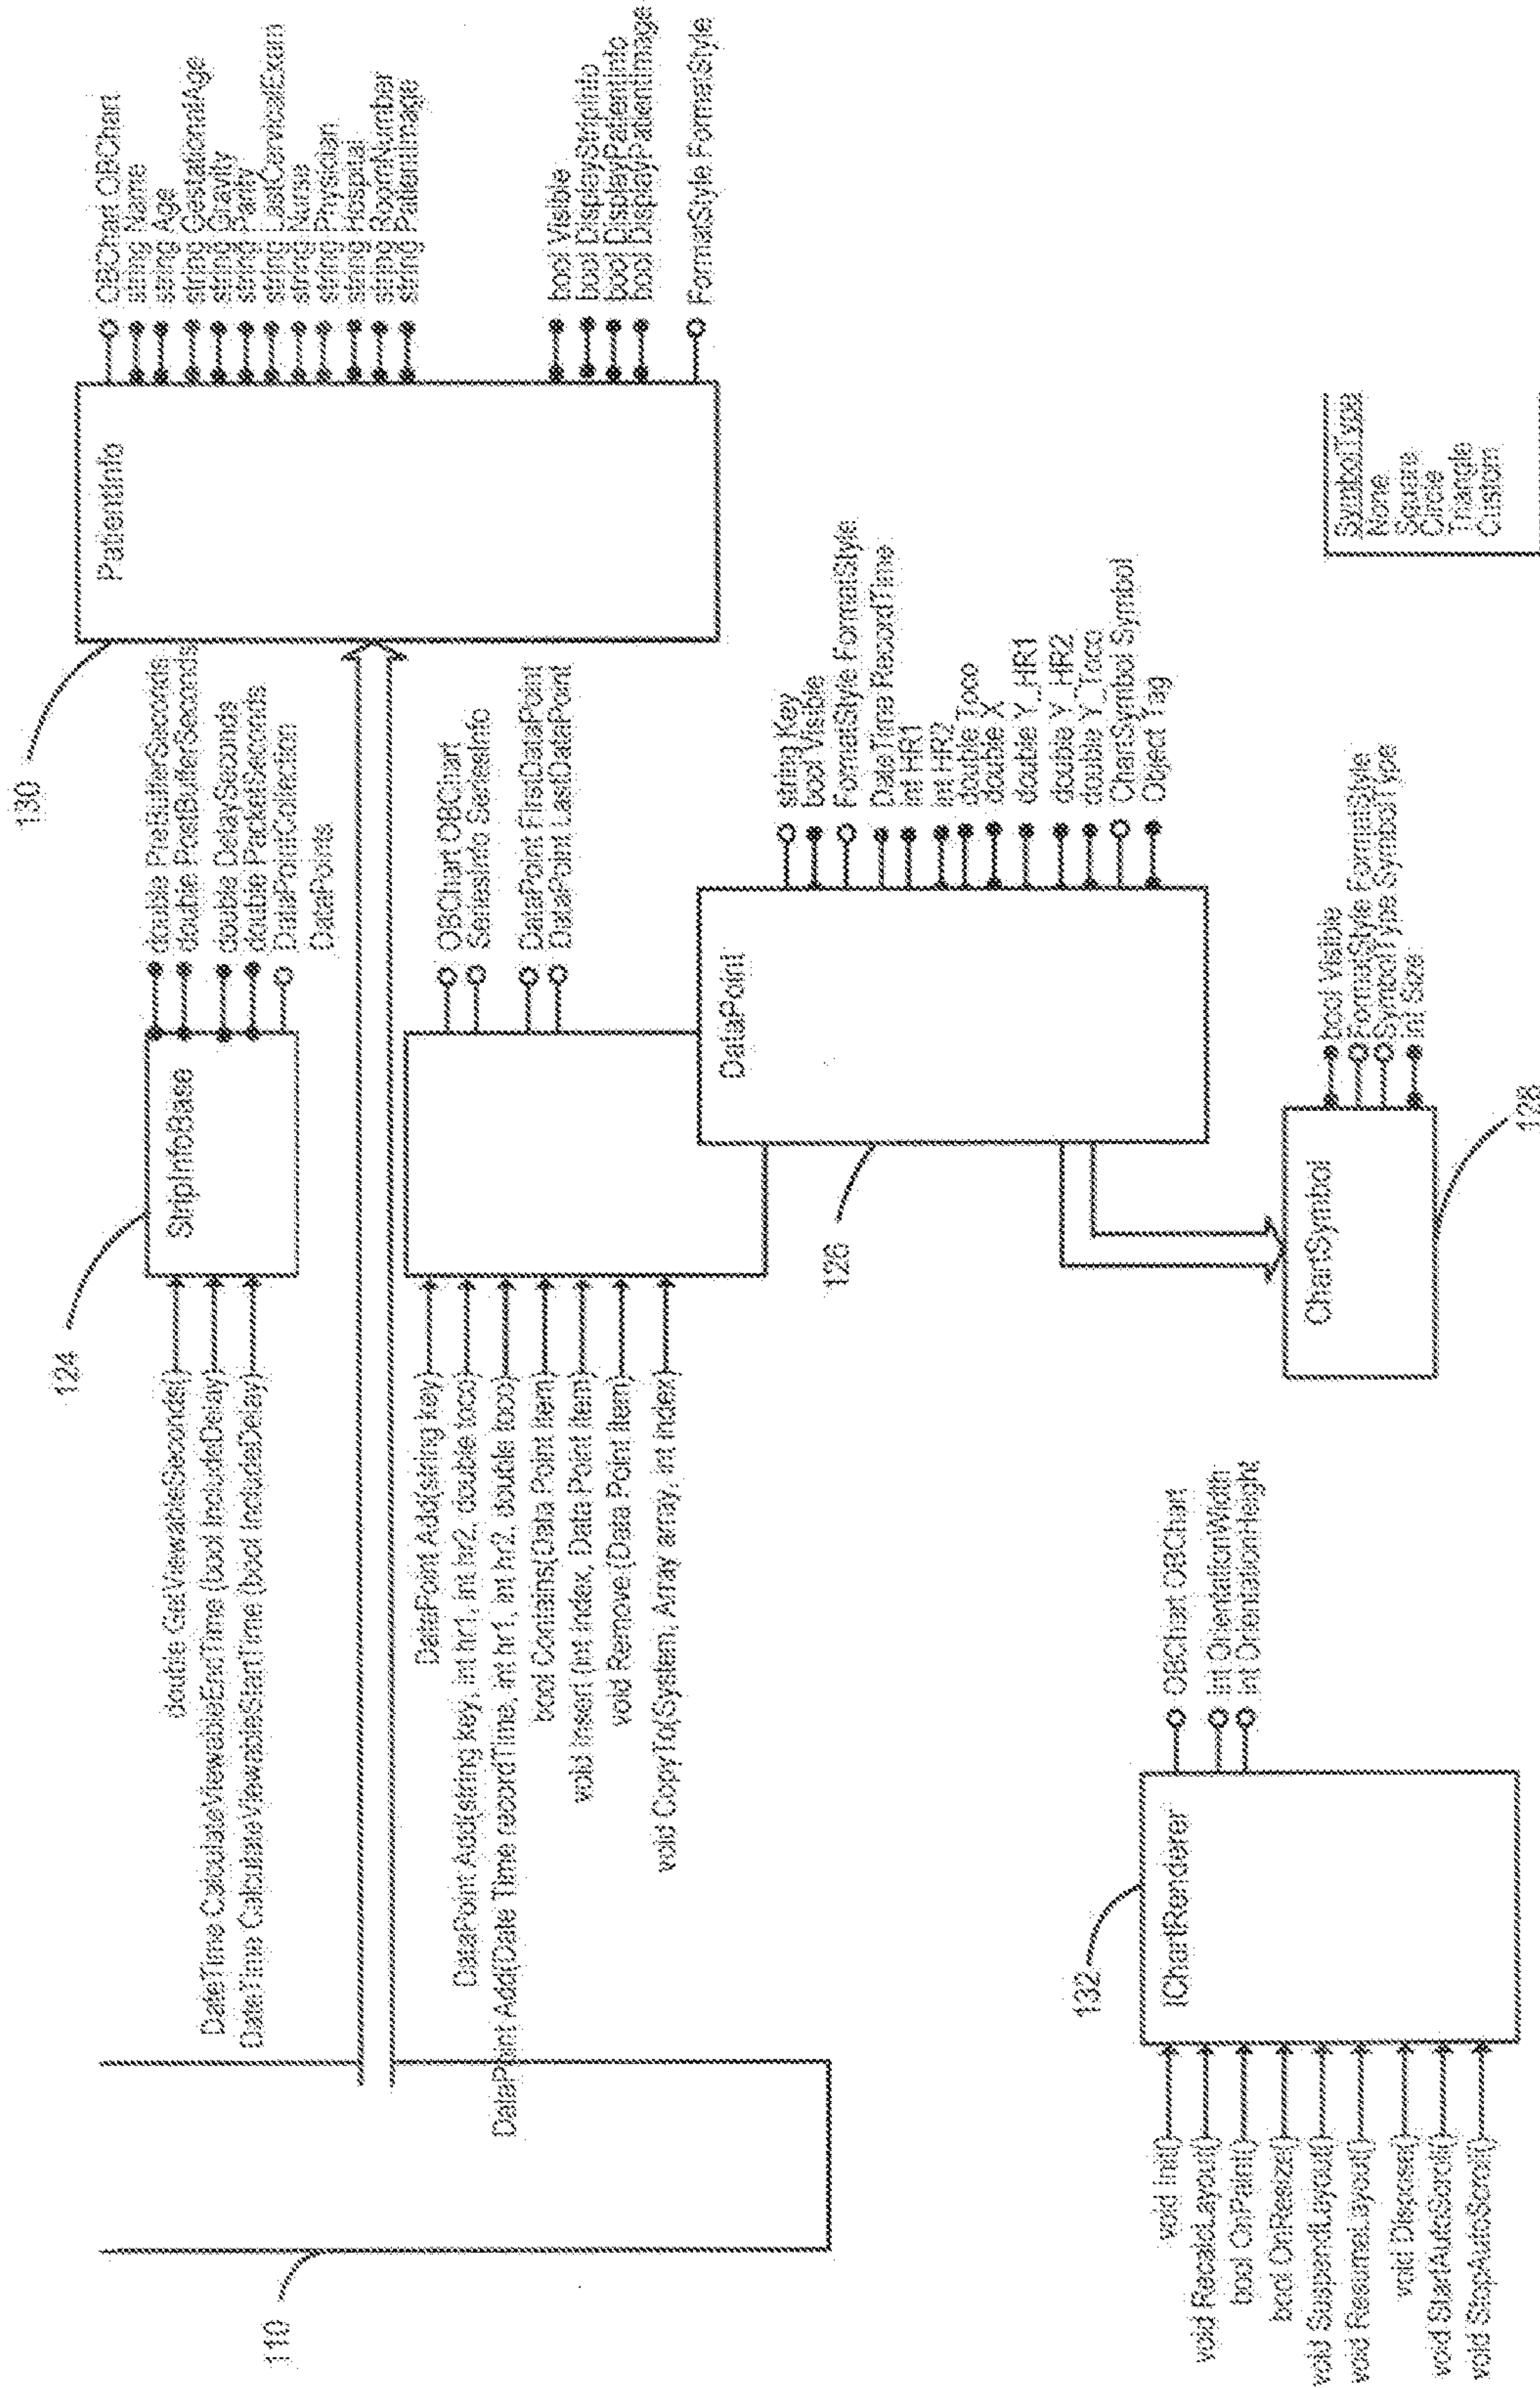 110
124
double GetViewableSeconds()
DateTime CalculateViewableEndTime (bool IncludeDelay)
DateTime CalculateViewableStartTime (bool IncludeDelay)
StripInfoBase
double PreBufferSeconds
double PostBufferSeconds
double DelaySeconds
double PacketSeconds
DataPointCollection
DataPoints
130
PatientInfo
OBChart OBChart
string Name
string Age
string GestationalAge
string Gravity
string Parity
string LastCervicalExam
string Nurse
string Physician
string Hospital
string RoomNumber
string PatientImage
bool Visible
bool DisplayStripInfo
bool DisplayPatientInfo
bool DisplayPatientImage
FormatStyle FormatStyle
DataPoint Add(string key)
DataPoint Add(string key, int hr1, int hr2, double toco)
DataPoint Add(Date Time recordTime, int hr1, int hr2, double toco)
bool Contains(Data Point item)
void Insert (int index, Data Point item)
void Remove (Data Point item)
void CopyTo(System, Array array, int index)
OBChart OBChart
SeriesInfo SeriesInfo
DataPoint FirstDataPoint
DataPoint LastDataPoint
126
DataPoint
string Key
bool Visible
FormatStyle FormatStyle
DateTime RecordTime
int HR1
int HR2
double Toco
double X
double Y_HR1
double Y_HR2
double Y_Toco
ChartSymbol Symbol
Object Tag
132
void Init()
void RecalcLayout()
bool OnPaint()
bool OnResize()
void SuspendLayout()
void ResumeLayout()
void Dispose()
void StartAutoScroll()
void StopAutoScroll()
IChartRenderer
OBChart OBChart
int OrientationWidth
int OrientationHeight
ChartSymbol
128
bool Visible
FormatStyle FormatStyle
SymbolType SymbolType
int Size
SymbolType
None
Square
Circle
Triangle
Custom